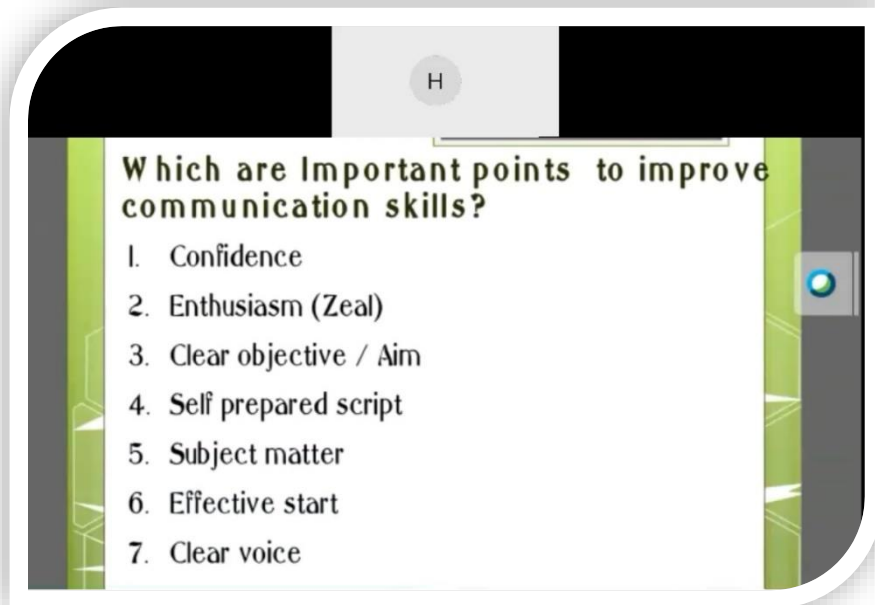 H
Which are Important points to improve
communication skills?
1. Confidence
2. Enthusiasm (Zeal)
3. Clear objective / Aim
4. Self prepared script
5. Subject matter
6. Effective start
7. Clear voice